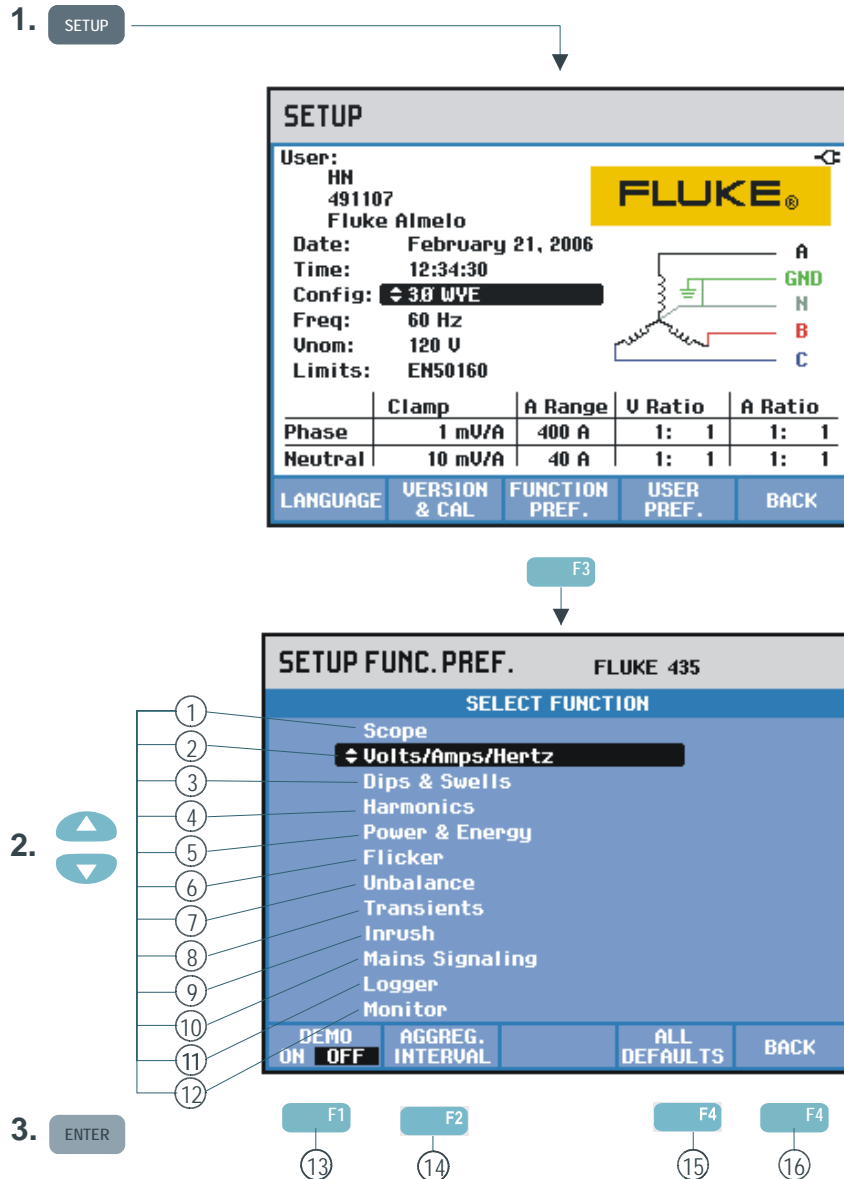 1. SETUP
SETUP
User:
HN
491107
Fluke Almelo
FLUKE®
Date: February 21, 2006
Time: 12:34:30
Config: 3Ø WYE
Freq: 60 Hz
Vnom: 120 V
Limits: EN50160
A
GND
N
B
C
Clamp A Range V Ratio A Ratio
Phase 1 mV/A 400 A 1: 1 1: 1
Neutral 10 mV/A 40 A 1: 1 1: 1
LANGUAGE VERSION & CAL FUNCTION PREF. USER PREF. BACK
F3
SETUP FUNC. PREF. FLUKE 435
SELECT FUNCTION
1 Scope
2 Volts/Amps/Hertz
3 Dips & Swells
4 Harmonics
2.
5 Power & Energy
6 Flicker
7 Unbalance
8 Transients
9 Inrush
10 Mains Signaling
11 Logger
12 Monitor
DEMO ON OFF AGGREG. INTERVAL ALL DEFAULTS BACK
3. ENTER
F1 F2 F4 F4
13 14 15 16